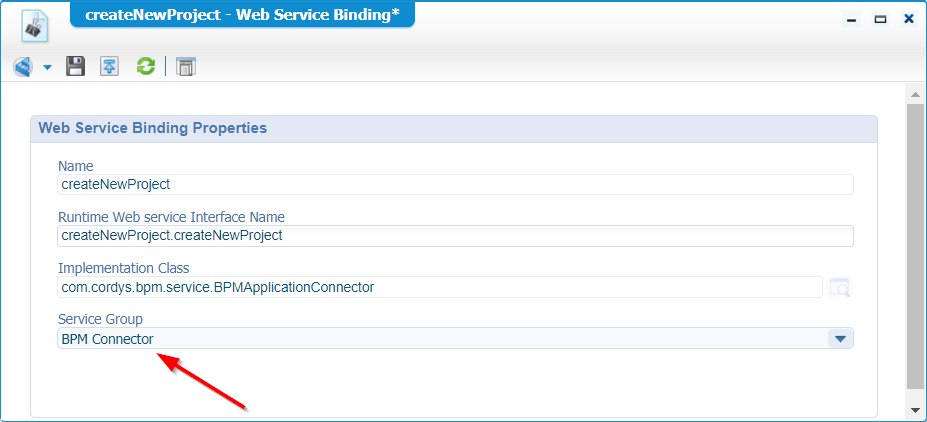 createNewProject - Web Service Binding*
Web Service Binding Properties
Name
createNewProject
Runtime Web service Interface Name
createNewProject.createNewProject
Implementation Class
com.cordys.bpm.service.BPMApplicationConnector
Service Group
BPM Connector